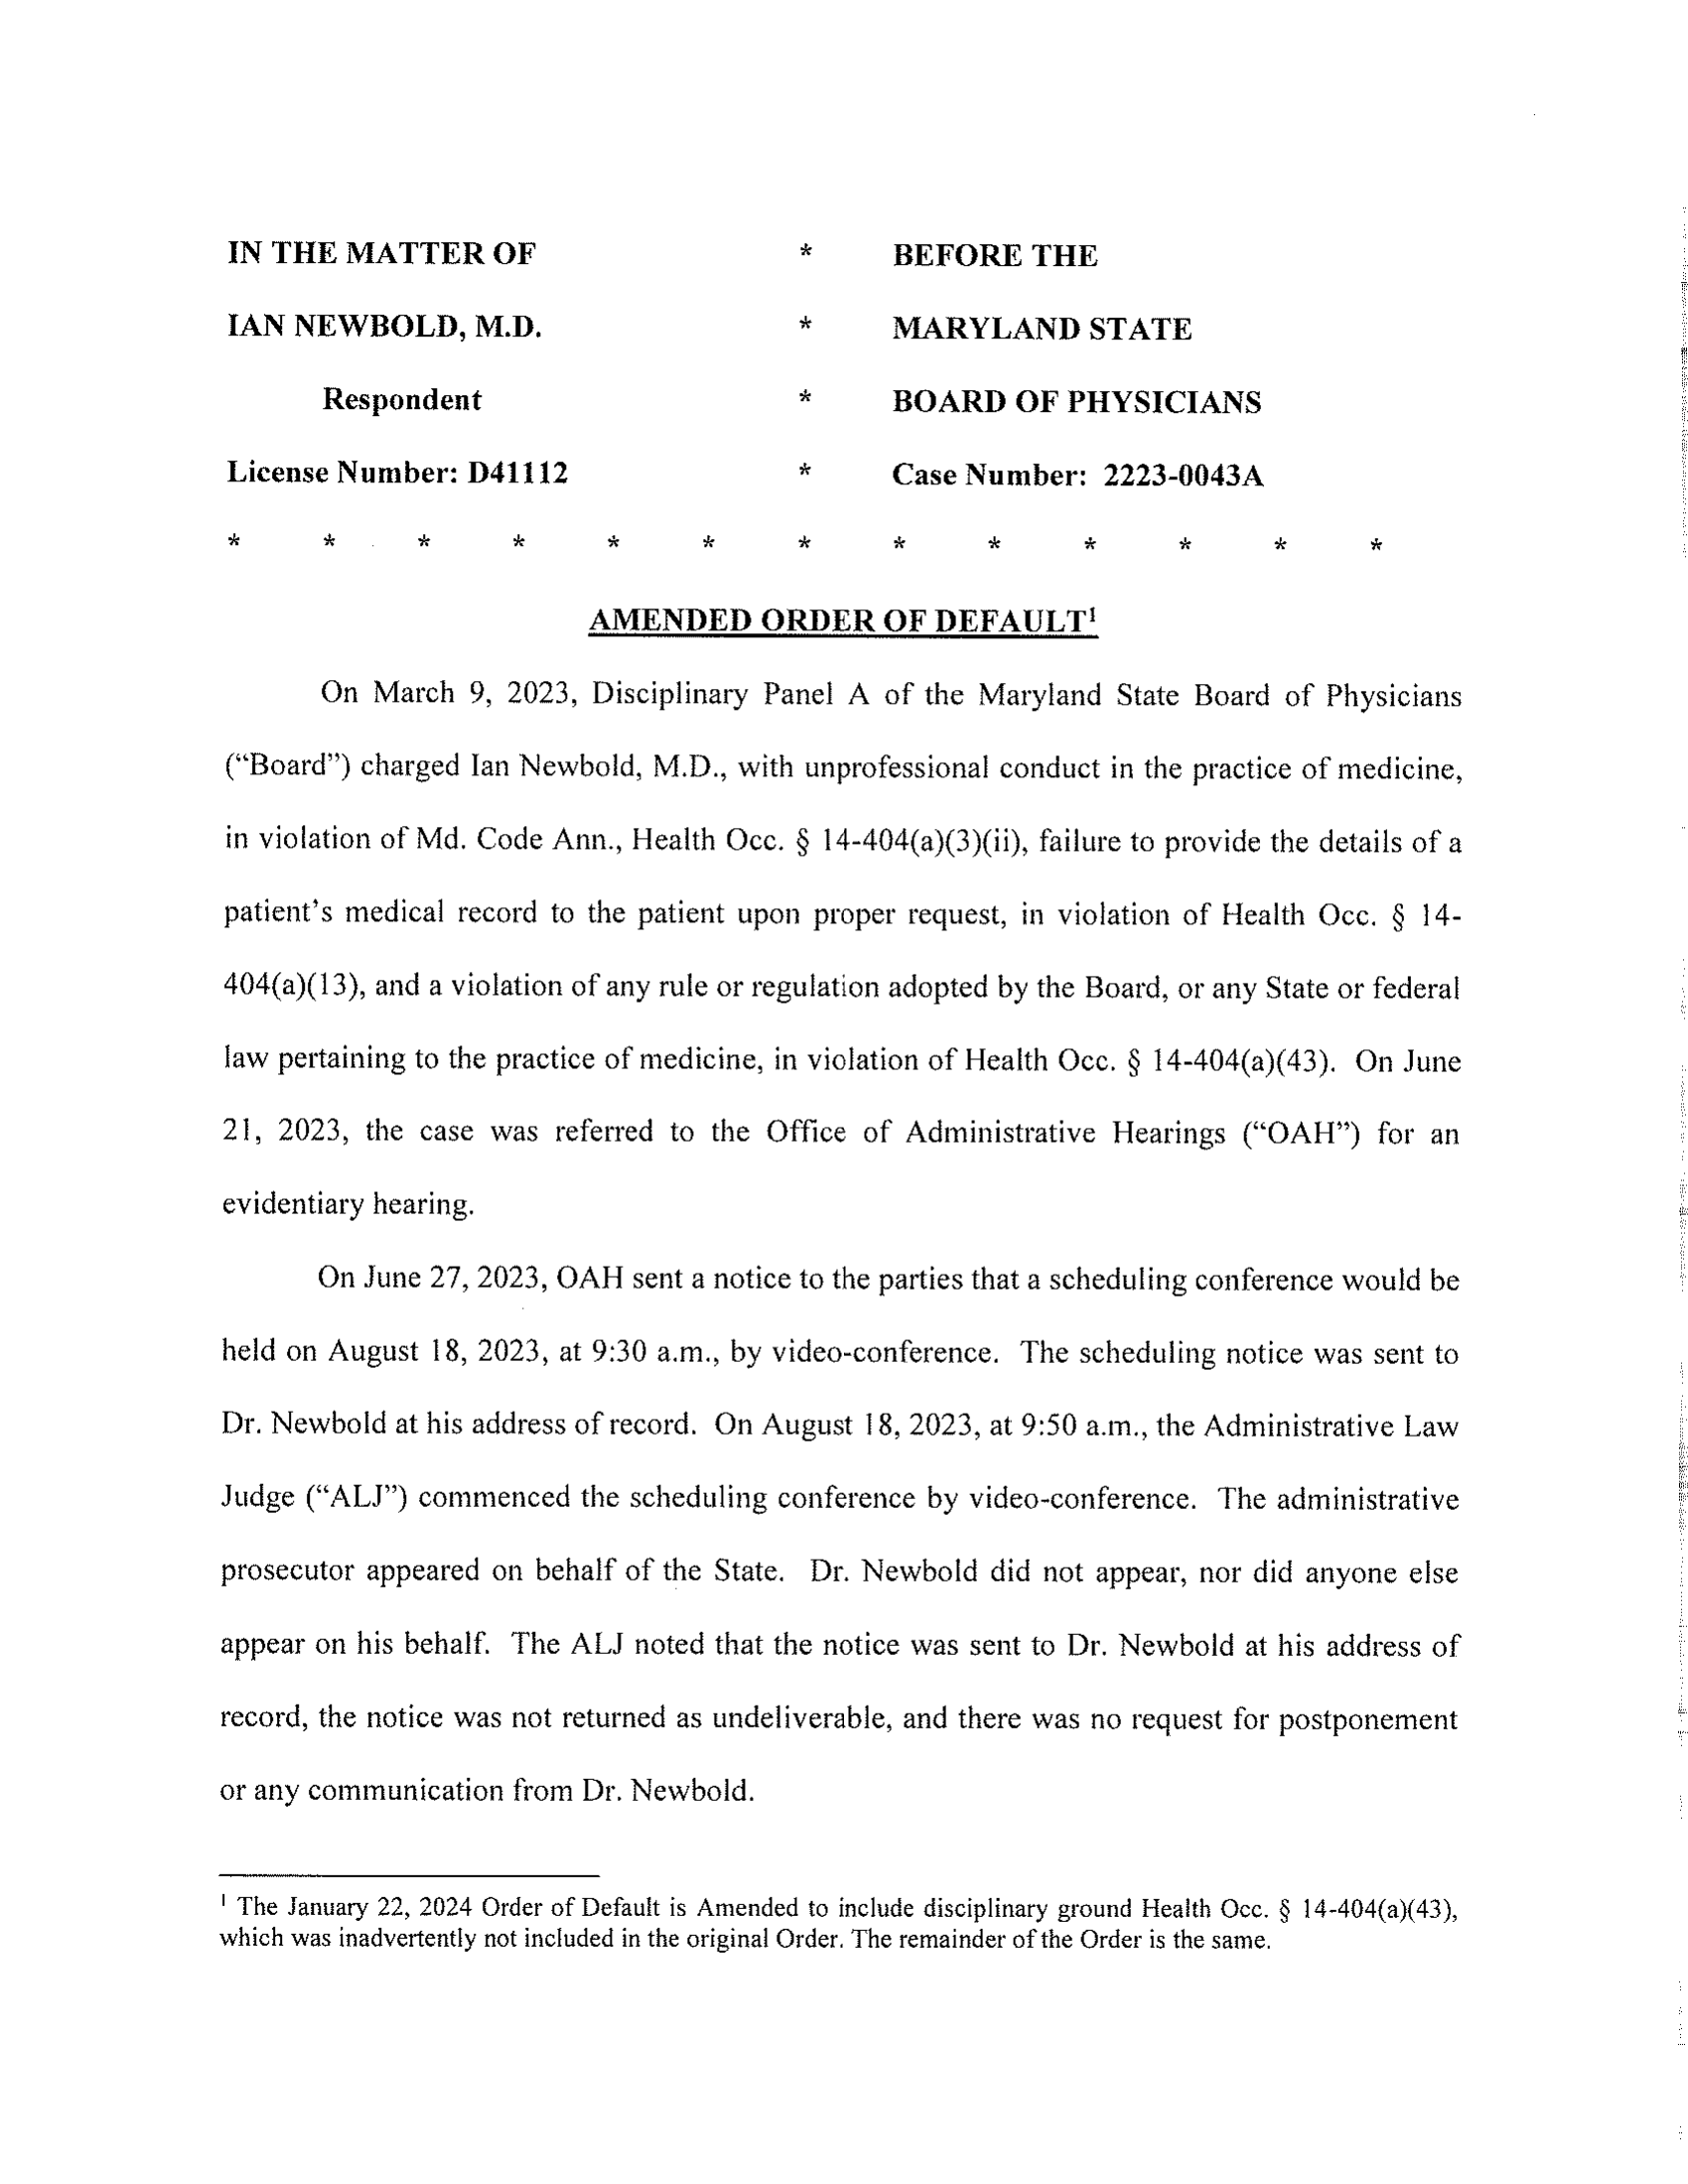 IN THE MATTER OF * BEFORE THE
IAN NEWBOLD, M.D. * MARYLAND STATE
Respondent * BOARD OF PHYSICIANS
License Number: D41112 * Case Number: 2223-0043A
* * * * * * * * * * * * *
AMENDED ORDER OF DEFAULT¹
On March 9, 2023, Disciplinary Panel A of the Maryland State Board of Physicians
(“Board”) charged Ian Newbold, M.D., with unprofessional conduct in the practice of medicine,
in violation of Md. Code Ann., Health Occ. § 14-404(a)(3)(ii), failure to provide the details of a
patient’s medical record to the patient upon proper request, in violation of Health Occ. § 14-
404(a)(13), and a violation of any rule or regulation adopted by the Board, or any State or federal
law pertaining to the practice of medicine, in violation of Health Occ. § 14-404(a)(43). On June
21, 2023, the case was referred to the Office of Administrative Hearings (“OAH”) for an
evidentiary hearing.
On June 27, 2023, OAH sent a notice to the parties that a scheduling conference would be
held on August 18, 2023, at 9:30 a.m., by video-conference. The scheduling notice was sent to
Dr. Newbold at his address of record. On August 18, 2023, at 9:50 a.m., the Administrative Law
Judge (“ALJ”) commenced the scheduling conference by video-conference. The administrative
prosecutor appeared on behalf of the State. Dr. Newbold did not appear, nor did anyone else
appear on his behalf. The ALJ noted that the notice was sent to Dr. Newbold at his address of
record, the notice was not returned as undeliverable, and there was no request for postponement
or any communication from Dr. Newbold.
¹ The January 22, 2024 Order of Default is Amended to include disciplinary ground Health Occ. § 14-404(a)(43),
which was inadvertently not included in the original Order. The remainder of the Order is the same.